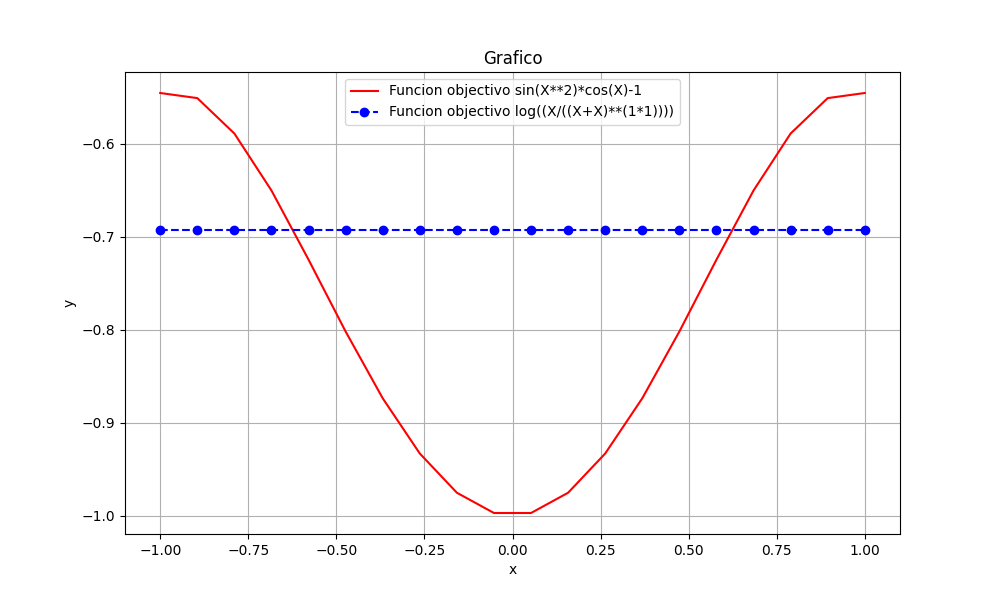 Grafico
Funcion objectivo sin(X**2)*cos(X)-1
Funcion objectivo log((X/((X+X)**(1*1))))
−0.6
−0.7
−0.8
−0.9
−1.0
y
−1.00 −0.75 −0.50 −0.25 0.00 0.25 0.50 0.75 1.00
x